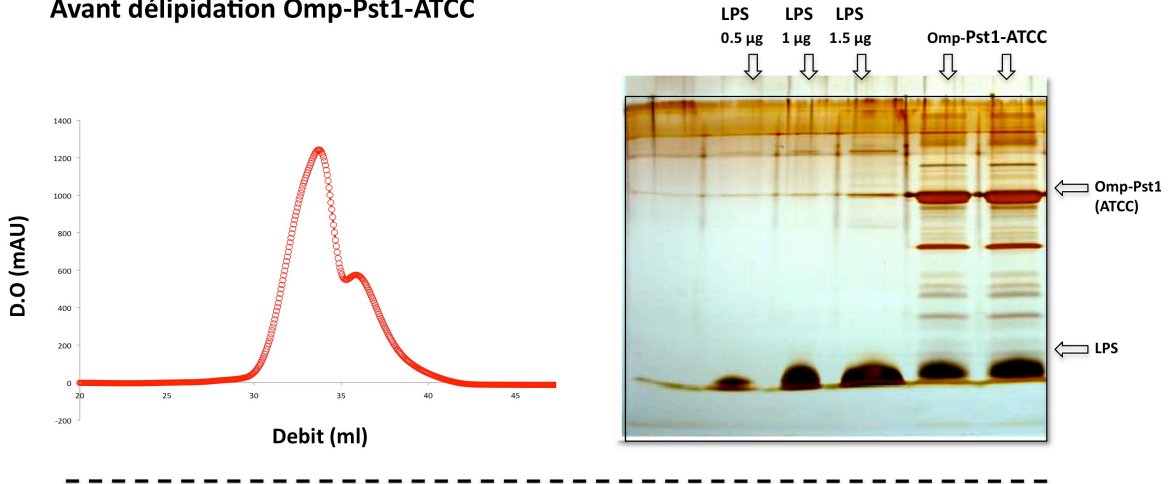 Avant délipidation Omp-Pst1-ATCC
LPS LPS LPS
0.5 µg 1 µg 1.5 µg Omp-Pst1-ATCC
1400
1200
1000
800
600
400
200
0
-200
20 25 30 35 40 45
D.O (mAU)
Debit (ml)
Omp-Pst1
(ATCC)
LPS